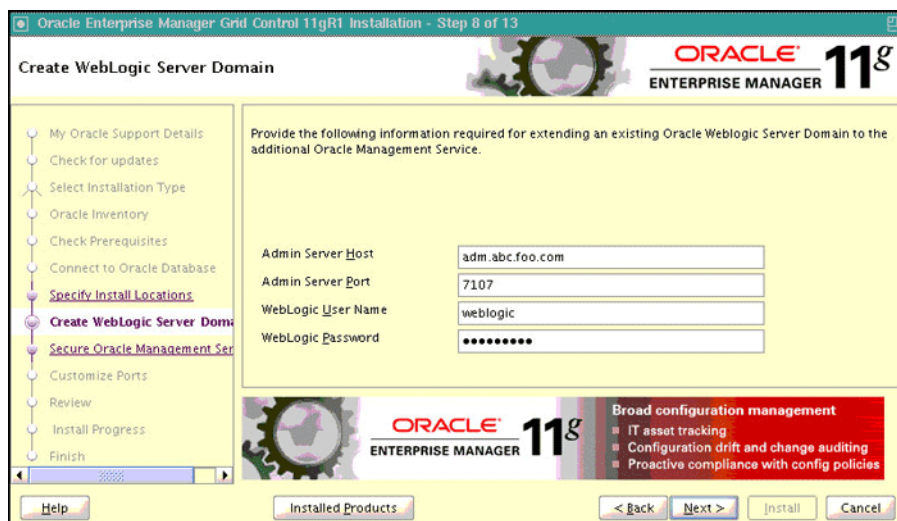 Oracle Enterprise Manager Grid Control 11gR1 Installation - Step 8 of 13
Create WebLogic Server Domain
ORACLE
ENTERPRISE MANAGER 11g
My Oracle Support Details
Check for updates
Select Installation Type
Oracle Inventory
Check Prerequisites
Connect to Oracle Database
Specify Install Locations
Create WebLogic Server Doma
Secure Oracle Management Ser
Customize Ports
Review
Install Progress
Finish
Provide the following information required for extending an existing Oracle Weblogic Server Domain to the
additional Oracle Management Service.
Admin Server Host adm.abc.foo.com
Admin Server Port 7107
WebLogic User Name weblogic
WebLogic Password ●●●●●●●●●
ORACLE
ENTERPRISE MANAGER 11g
Broad configuration management
IT asset tracking
Configuration drift and change auditing
Proactive compliance with config policies
Help Installed Products < Back Next > Install Cancel